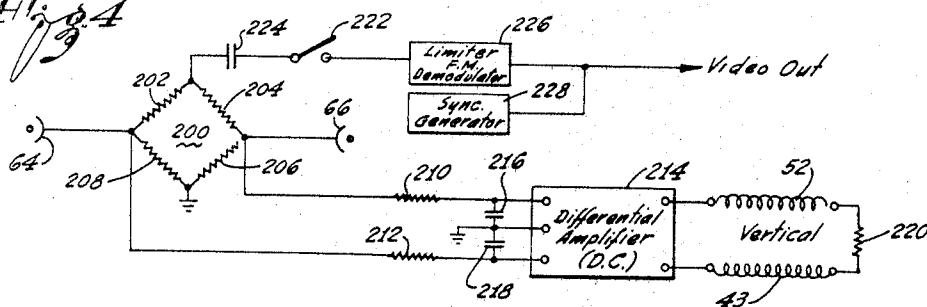 Fig. 4
224
222
226
Limiter
F.M.
Demodulator
Video Out
202
204
Sync.
Generator
228
66
200
64
208
206
210
216
214
52
Differential
Amplifier
(D.C.)
Vertical
220
212
218
43